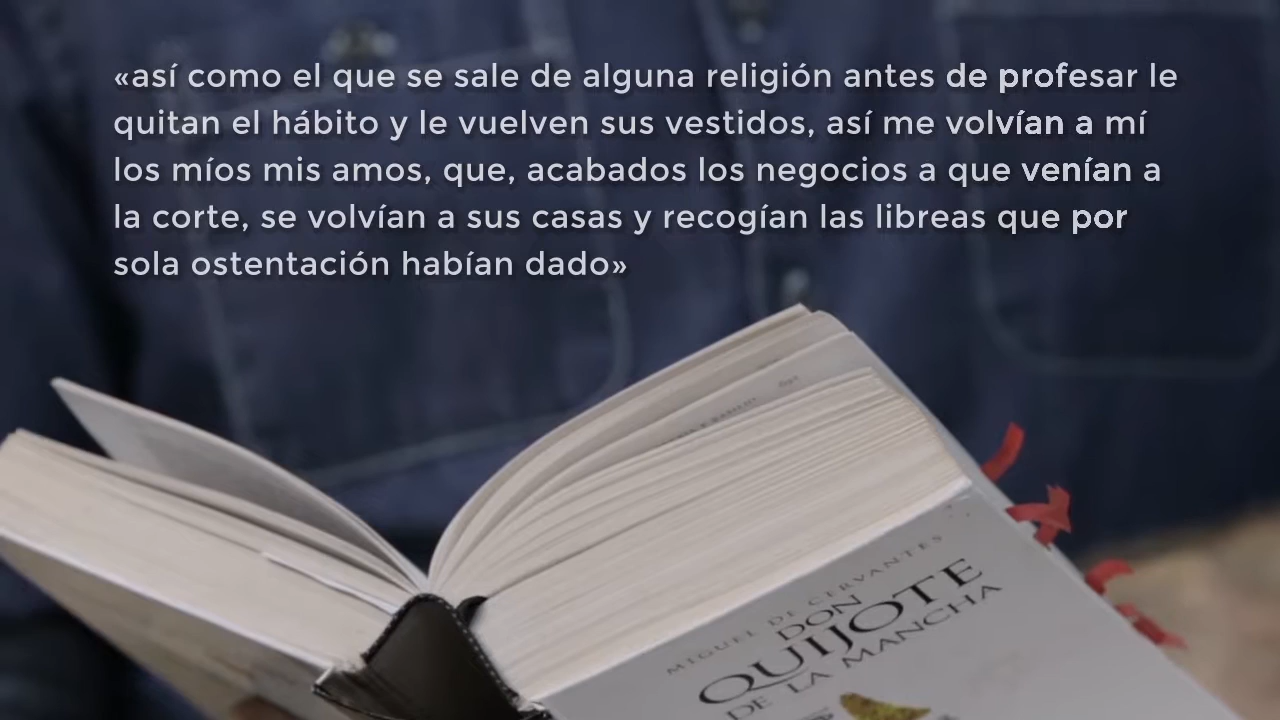 «así como el que se sale de alguna religión antes de profesar le
quitan el hábito y le vuelven sus vestidos, así me volvían a mí
los míos mis amos, que, acabados los negocios a que venían a
la corte, se volvían a sus casas y recogían las libreas que por
sola ostentación habían dado»
MIGUEL DE CERVANTES
DON
QUIJOTE
DE LA MANCHA